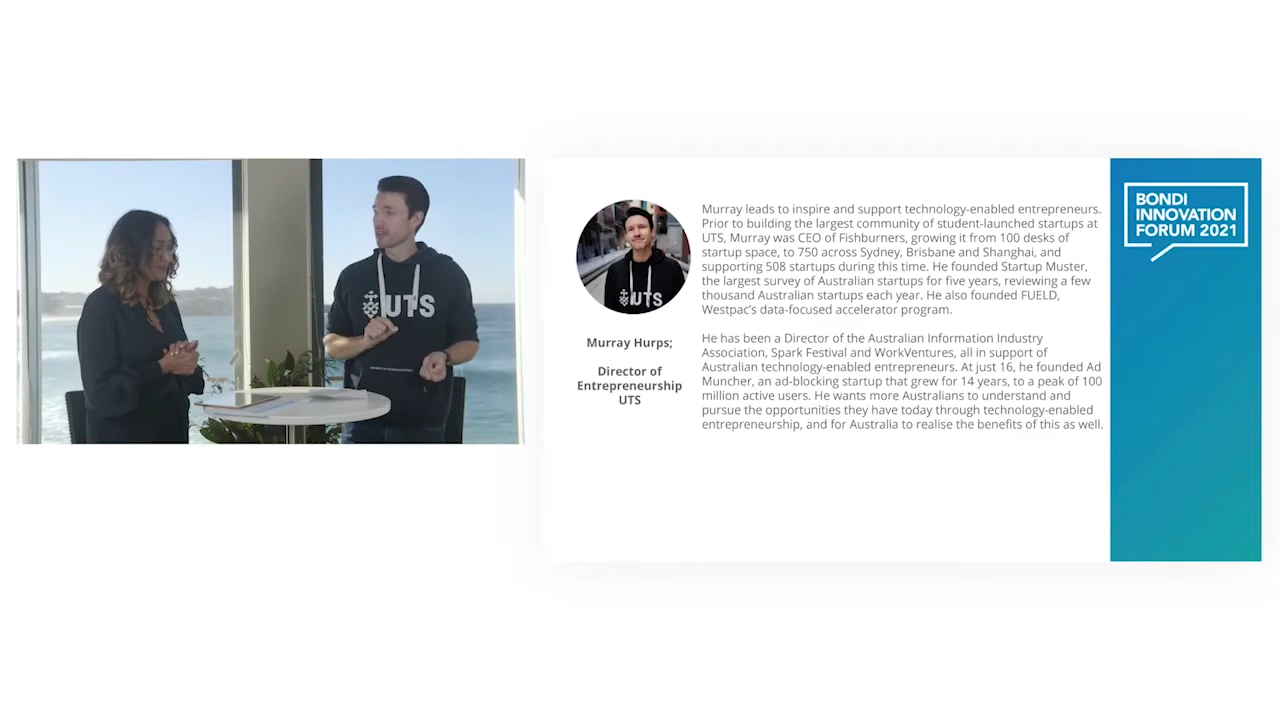 UTS
UTS
Murray Hurps;
Director of
Entrepreneurship
UTS
Murray leads to inspire and support technology-enabled entrepreneurs.
Prior to building the largest community of student-launched startups at
UTS, Murray was CEO of Fishburners, growing it from 100 desks of
startup space, to 750 across Sydney, Brisbane and Shanghai, and
supporting 508 startups during this time. He founded Startup Muster,
the largest survey of Australian startups for five years, reviewing a few
thousand Australian startups each year. He also founded FUELD,
Westpac's data-focused accelerator program.
He has been a Director of the Australian Information Industry
Association, Spark Festival and WorkVentures, all in support of
Australian technology-enabled entrepreneurs. At just 16, he founded Ad
Muncher, an ad-blocking startup that grew for 14 years, to a peak of 100
million active users. He wants more Australians to understand and
pursue the opportunities they have today through technology-enabled
entrepreneurship, and for Australia to realise the benefits of this as well.
BONDI
INNOVATION
FORUM 2021